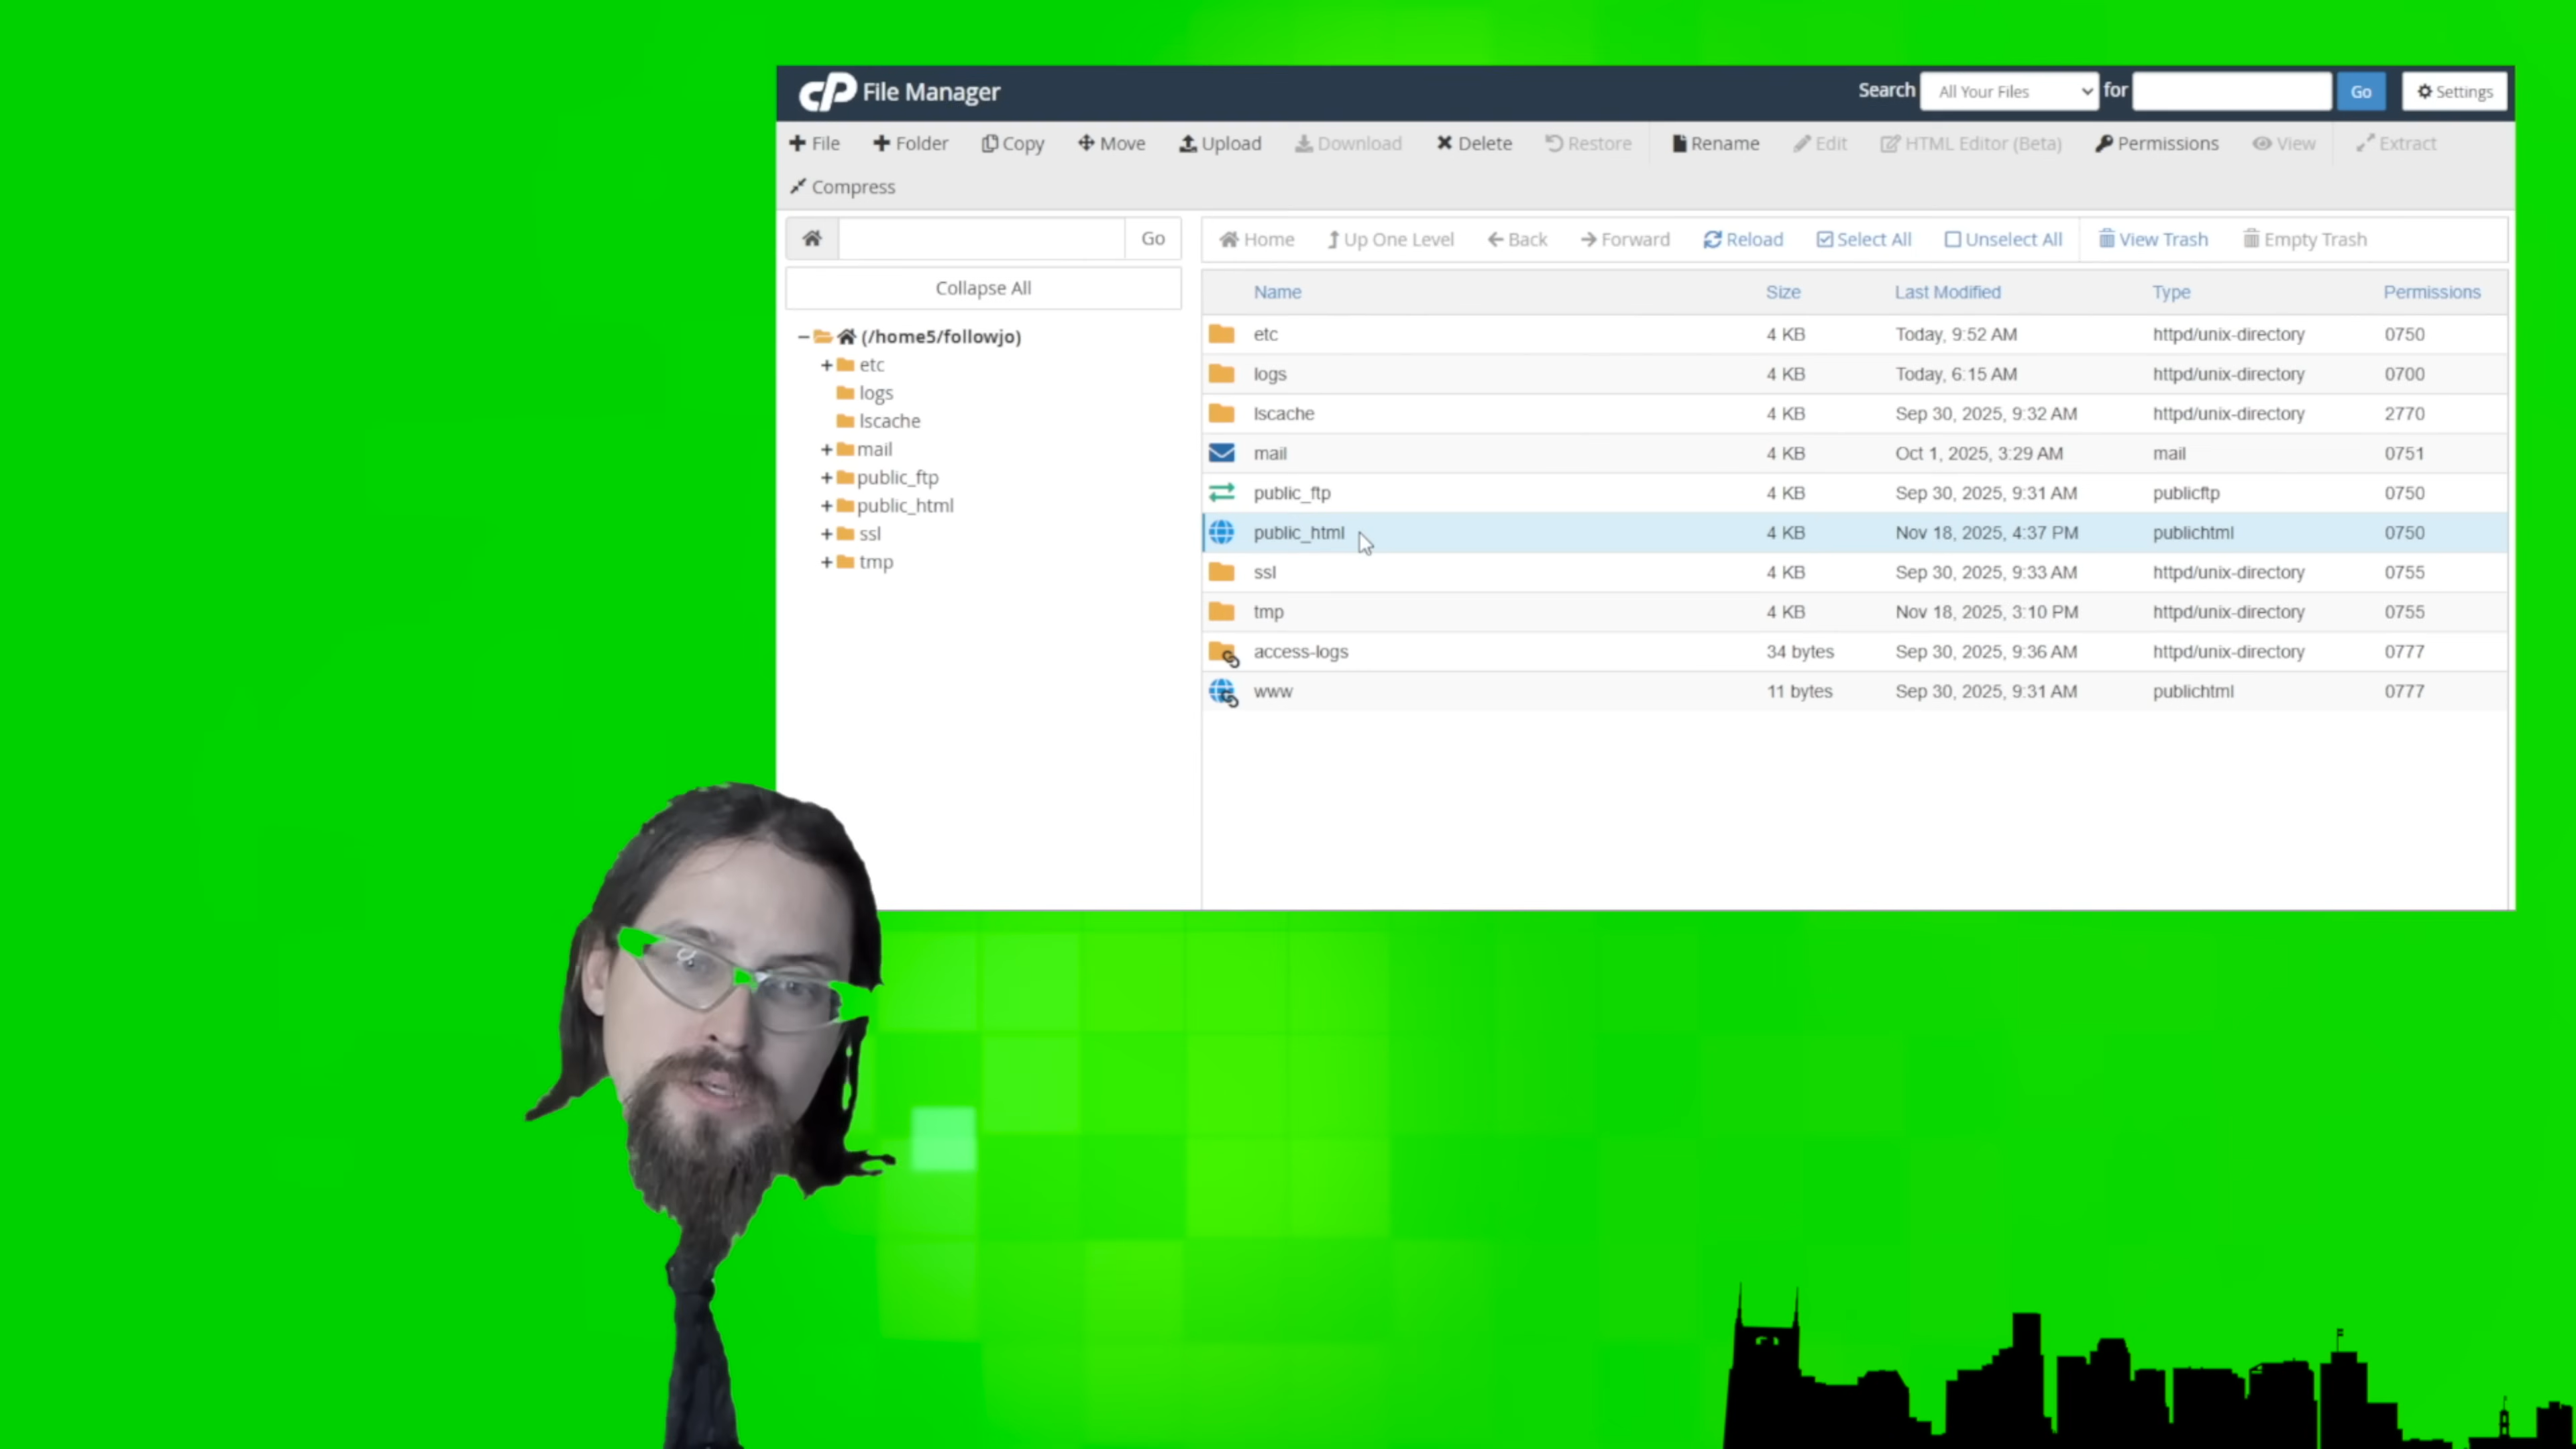 cP File Manager
Search All Your Files for Go Settings
File Folder Copy Move Upload Download Delete Restore Rename Edit HTML Editor (Beta) Permissions View Extract
Compress
Go
Collapse All
(/home5/followjo)
etc
logs
lscache
mail
public_ftp
public_html
ssl
tmp
Home Up One Level Back Forward Reload Select All Unselect All View Trash Empty Trash
Name Size Last Modified Type Permissions
etc 4 KB Today, 9:52 AM httpd/unix-directory 0750
logs 4 KB Today, 6:15 AM httpd/unix-directory 0700
lscache 4 KB Sep 30, 2025, 9:32 AM httpd/unix-directory 2770
mail 4 KB Oct 1, 2025, 3:29 AM mail 0751
public_ftp 4 KB Sep 30, 2025, 9:31 AM publicftp 0750
public_html 4 KB Nov 18, 2025, 4:37 PM publichtml 0750
ssl 4 KB Sep 30, 2025, 9:33 AM httpd/unix-directory 0755
tmp 4 KB Nov 18, 2025, 3:10 PM httpd/unix-directory 0755
access-logs 34 bytes Sep 30, 2025, 9:36 AM httpd/unix-directory 0777
www 11 bytes Sep 30, 2025, 9:31 AM publichtml 0777